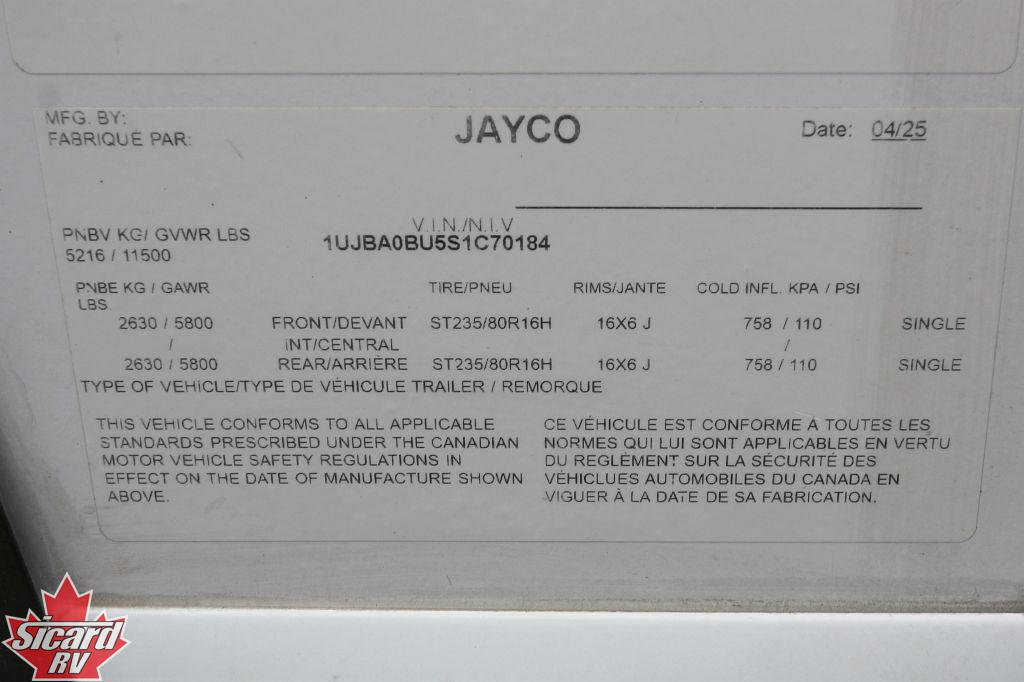 MFG. BY:
FABRIQUÉ PAR:
JAYCO
Date: 04/25
V.I.N./N.I.V
PNBV KG/ GVWR LBS
1UJBA0BU5S1C70184
5216 / 11500
PNBE KG / GAWR LBS. TIRE/PNEU RIMS/JANTE COLD INFL. KPA / PSI
2630 / 5800 FRONT/DEVANT ST235/80R16H 16X6 J 758 / 110 SINGLE
/ INT/CENTRAL /
2630 / 5800 REAR/ARRIÈRE ST235/80R16H 16X6 J 758 / 110 SINGLE
TYPE OF VEHICLE/TYPE DE VÉHICULE TRAILER / REMORQUE
THIS VEHICLE CONFORMS TO ALL APPLICABLE
STANDARDS PRESCRIBED UNDER THE CANADIAN
MOTOR VEHICLE SAFETY REGULATIONS IN
EFFECT ON THE DATE OF MANUFACTURE SHOWN
ABOVE.
CE VÉHICULE EST CONFORME À TOUTES LES
NORMES QUI LUI SONT APPLICABLES EN VERTU
DU REGLÉMENT SUR LA SÉCURITÉ DES
VÉHICLUES AUTOMOBILES DU CANADA EN
VIGUER À LA DATE DE SA FABRICATION.
Sicard
RV